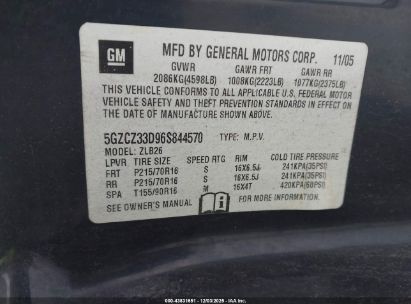 GM
MFD BY GENERAL MOTORS CORP. 11/05
GVWR GAWR FRT GAWR RR
2086KG(4598LB) 1008KG(2223LB) 1077KG(2375LB)
THIS VEHICLE CONFORMS TO ALL APPLICABLE U.S. FEDERAL MOTOR
VEHICLE SAFETY, BUMPER, AND THEFT PREVENTION STANDARDS IN EFFECT ON
THE DATE OF MANUFACTURE SHOWN ABOVE.
5GZCZ33D96S844570 TYPE: M.P.V.
MODEL: ZLB26
LPVR TIRE SIZE SPEED RTG RIM COLD TIRE PRESSURE
FRT P215/70R16 S 16X6.5J 241KPA(35PSI)
RR P215/70R16 S 16X6.5J 241KPA(35PSI)
SPA T155/90R16 M 16X4T 420KPA(60PSI)
SEE OWNER'S MANUAL FOR MORE INFORMATION